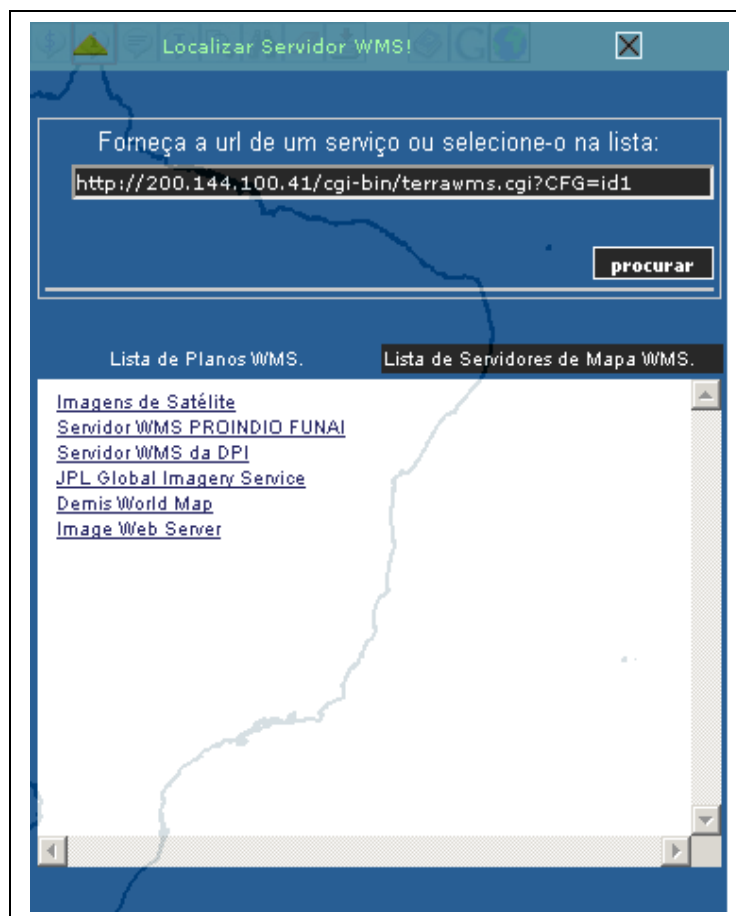 Localizar Servidor WMS!
Forneça a url de um serviço ou selecione-o na lista:
http://200.144.100.41/cgi-bin/terrawms.cgi?CFG=id1
procurar
Lista de Planos WMS. Lista de Servidores de Mapa WMS.
Imagens de Satélite
Servidor WMS PROINDIO FUNAI
Servidor WMS da DPI
JPL Global Imagery Service
Demis World Map
Image Web Server